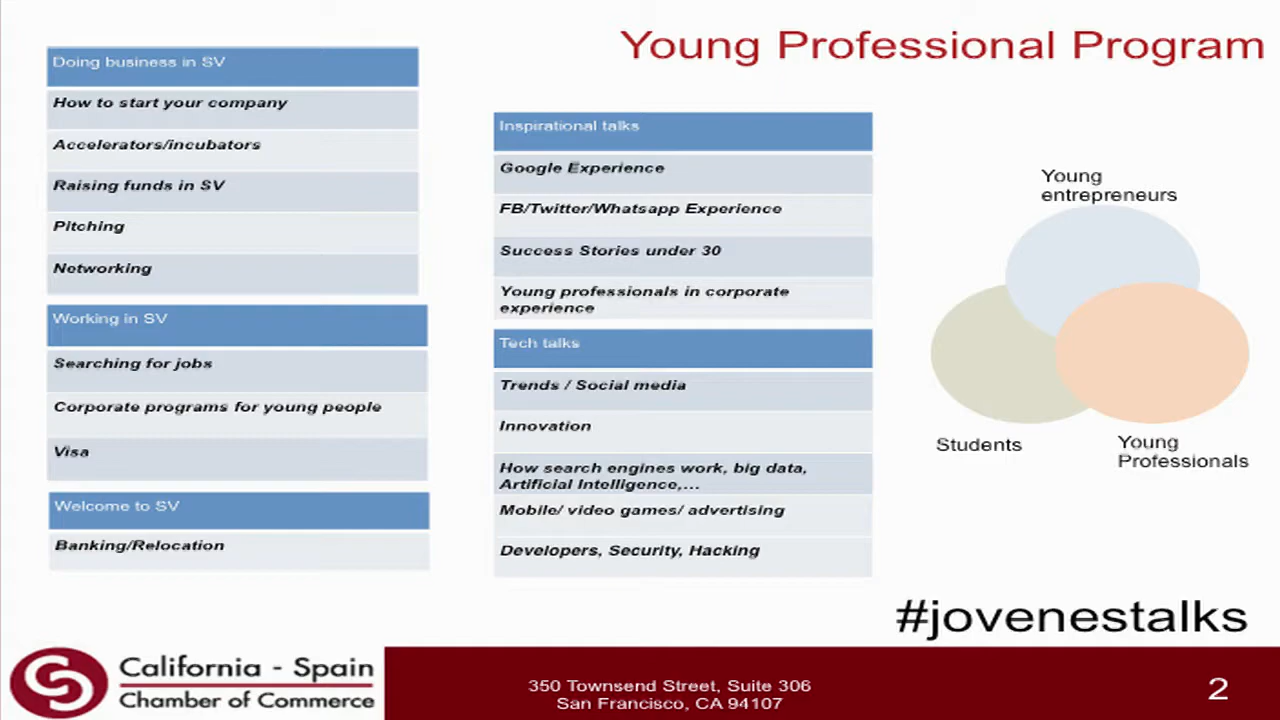 Young Professional Program
Doing business in SV
How to start your company
Accelerators/incubators
Raising funds in SV
Pitching
Networking
Working in SV
Searching for jobs
Corporate programs for young people
Visa
Welcome to SV
Banking/Relocation
Inspirational talks
Google Experience
FB/Twitter/Whatsapp Experience
Success Stories under 30
Young professionals in corporate
experience
Tech talks
Trends / Social media
Innovation
How search engines work, big data,
Artificial Intelligence,...
Mobile/ video games/ advertising
Developers, Security, Hacking
Young
entrepreneurs
Students
Young
Professionals
#jovenestalks
California - Spain
Chamber of Commerce
350 Townsend Street, Suite 306
San Francisco, CA 94107
2